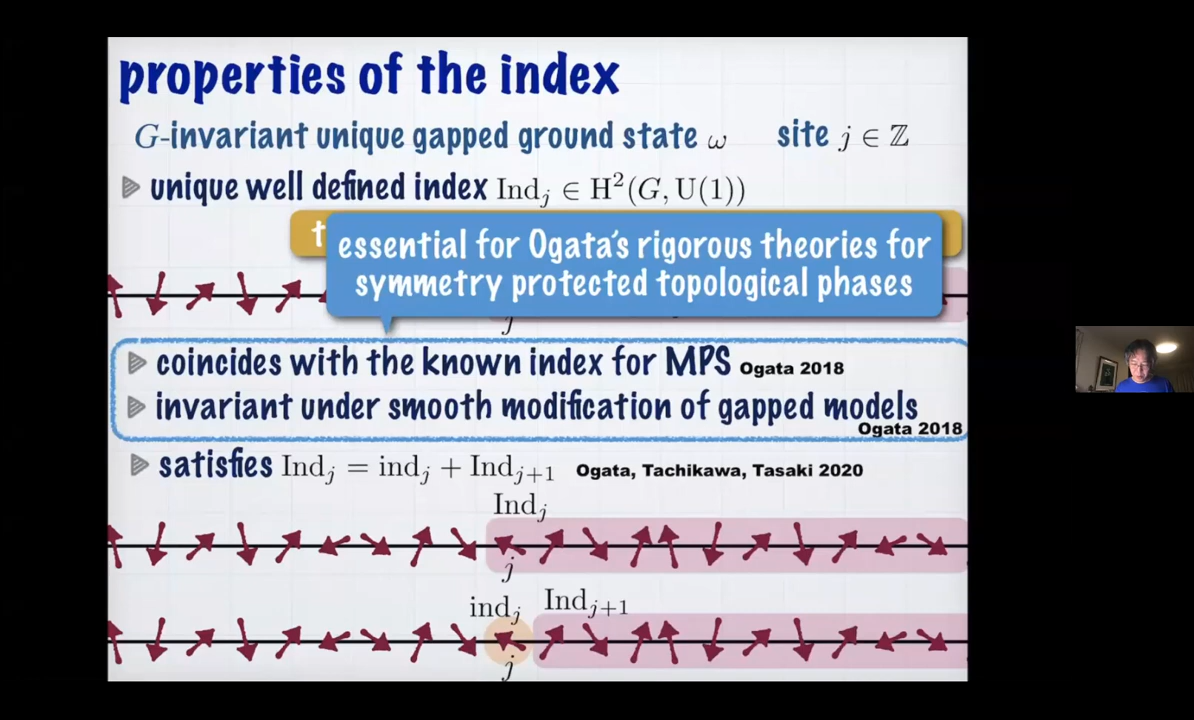 properties of the index
G-invariant unique gapped ground state ω site j ∈ ℤ
unique well defined index Ind_j ∈ H²(G, U(1))
t
essential for Ogata's rigorous theories for
symmetry protected topological phases
j
coincides with the known index for MPS Ogata 2018
invariant under smooth modification of gapped models
Ogata 2018
satisfies Ind_j = ind_j + Ind_{j+1} Ogata, Tachikawa, Tasaki 2020
Ind_j
j
ind_j Ind_{j+1}
j